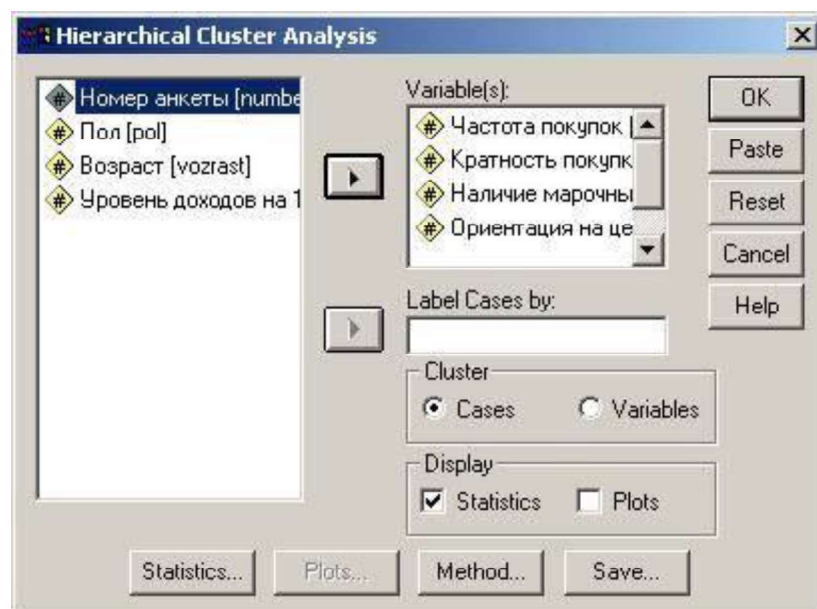 Hierarchical Cluster Analysis
Номер анкеты [numbe
Пол [pol]
Возраст [vozrast]
Уровень доходов на 1
Variable(s):
Частота покупок [
Кратность покупк
Наличие марочны
Ориентация на це
Label Cases by:
Cluster
Cases
Variables
Display
Statistics
Plots
OK
Paste
Reset
Cancel
Help
Statistics...
Plots...
Method...
Save...